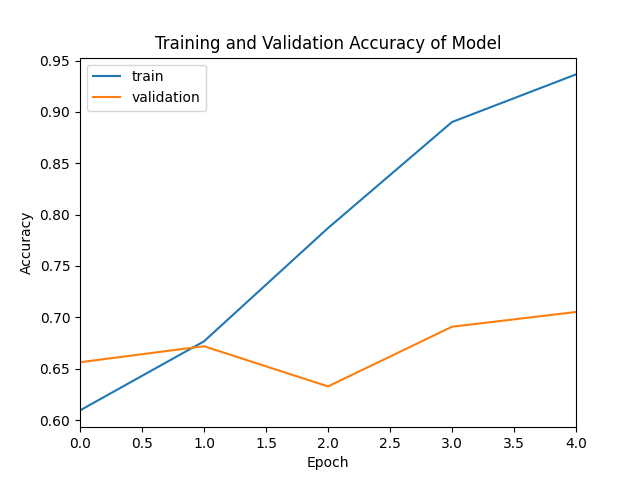 Training and Validation Accuracy of Model
train
validation
0.95
0.90
0.85
0.80
0.75
0.70
0.65
0.60
Accuracy
0.0 0.5 1.0 1.5 2.0 2.5 3.0 3.5 4.0
Epoch